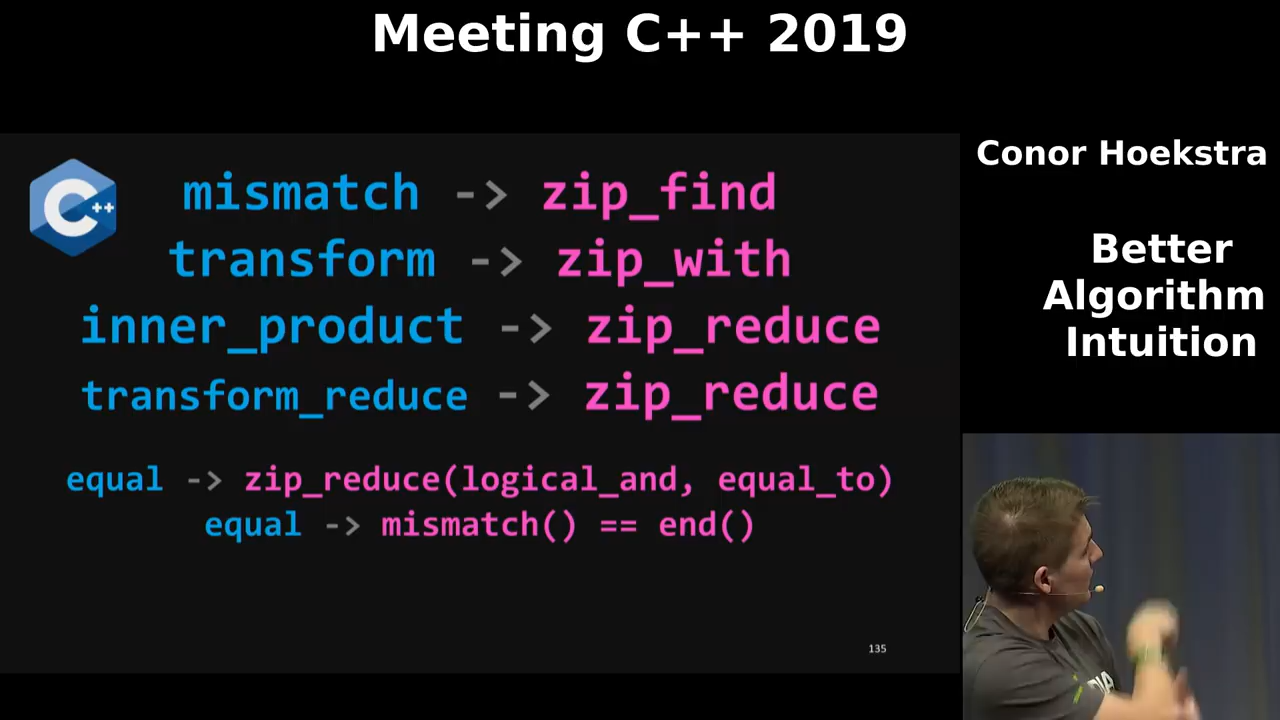 Meeting C++ 2019
mismatch -> zip_find
transform -> zip_with
inner_product -> zip_reduce
transform_reduce -> zip_reduce
equal -> zip_reduce(logical_and, equal_to)
equal -> mismatch() == end()
135
Conor Hoekstra
Better
Algorithm
Intuition